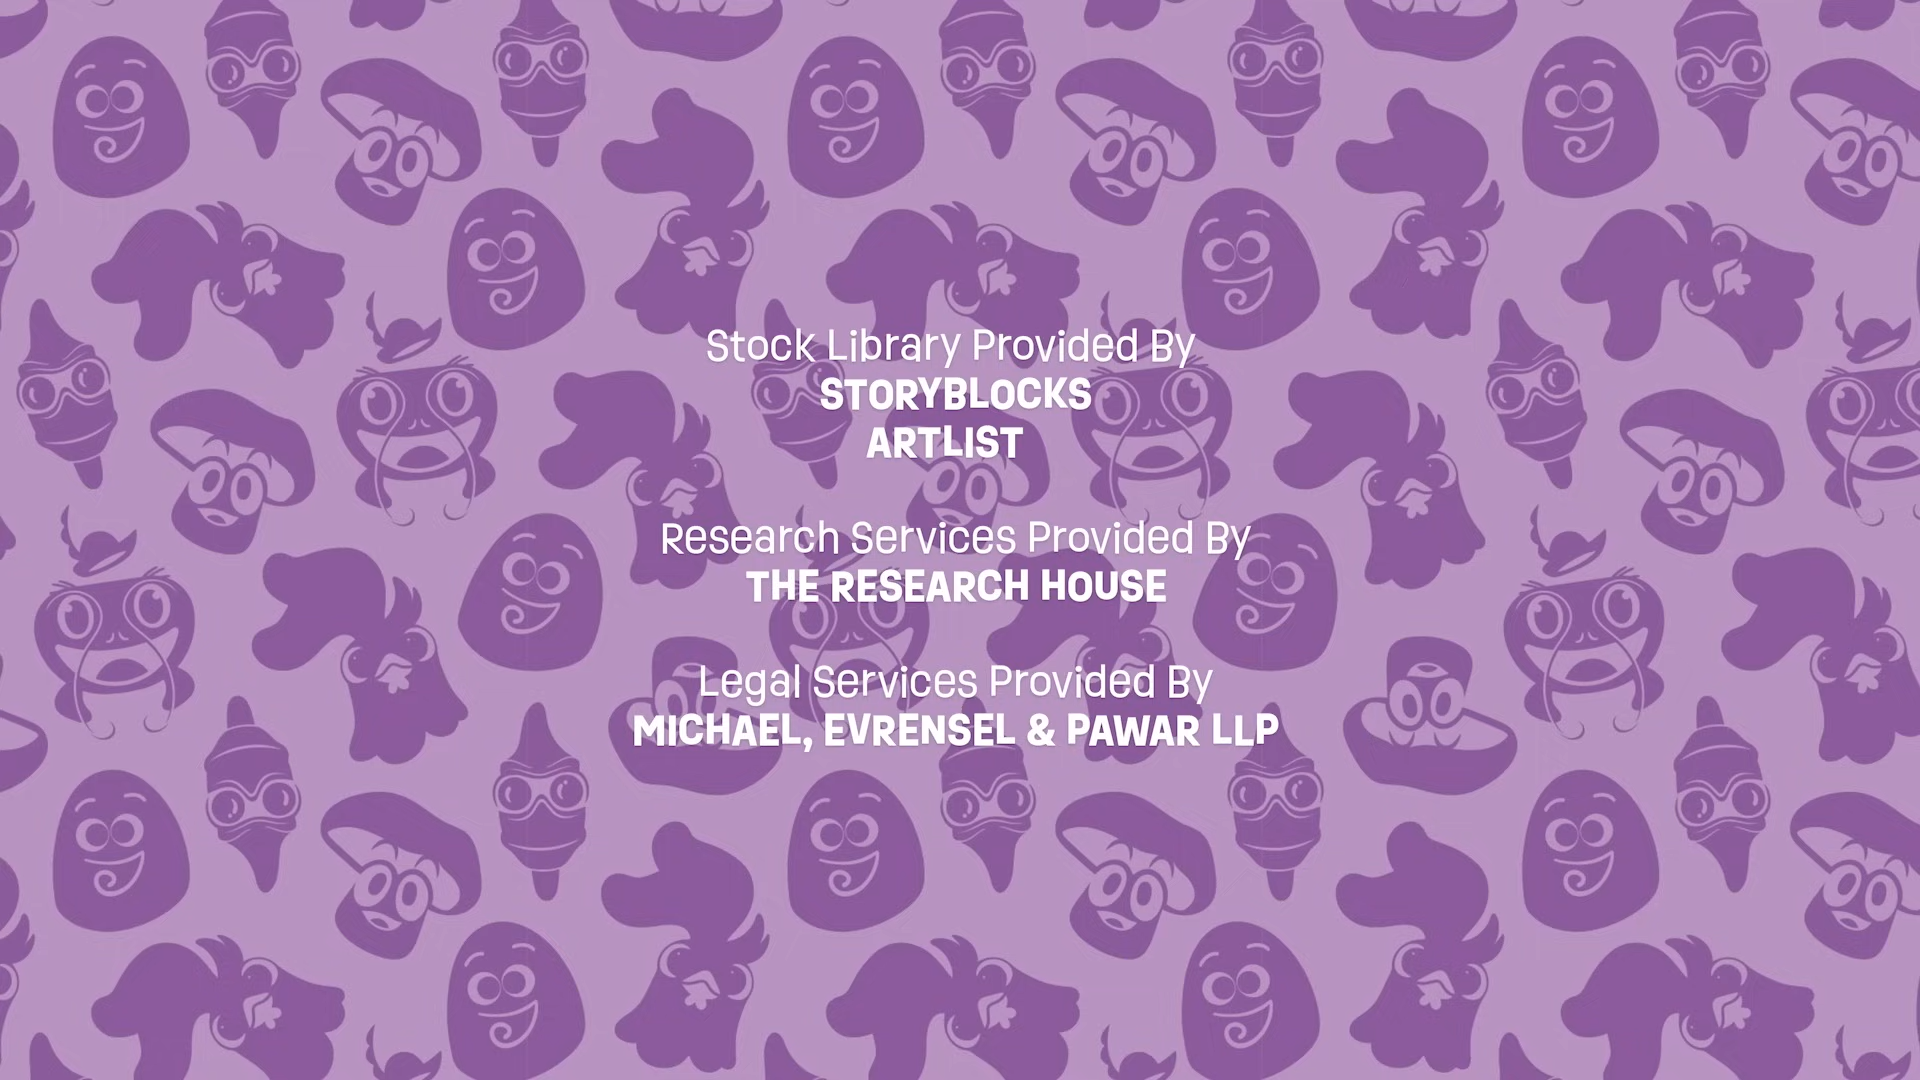 Stock Library Provided By
STORYBLOCKS
ARTLIST
Research Services Provided By
THE RESEARCH HOUSE
Legal Services Provided By
MICHAEL, EVRENSEL & PAWAR LLP